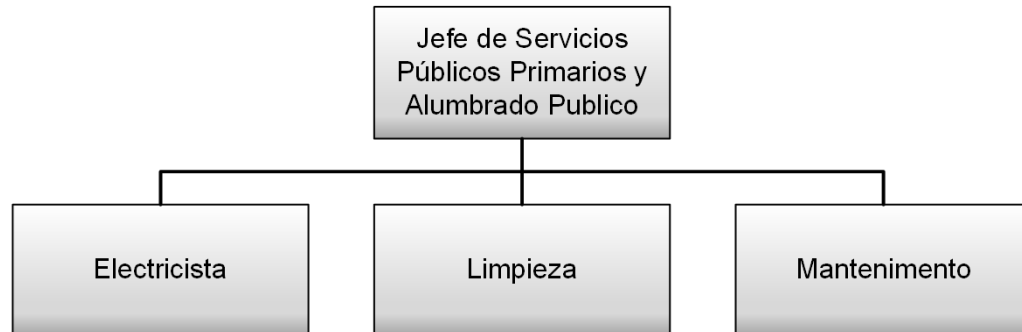 Jefe de Servicios
Públicos Primarios y
Alumbrado Publico
Electricista
Limpieza
Mantenimento